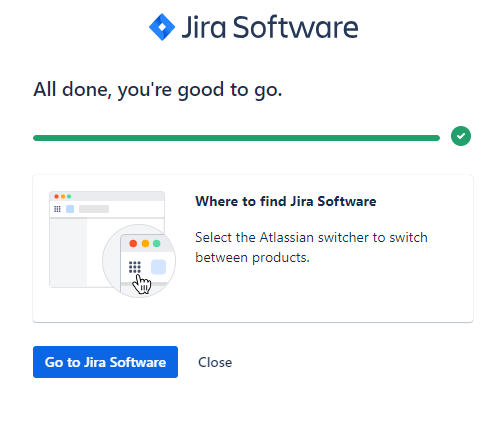 Jira Software
All done, you're good to go.
Where to find Jira Software
Select the Atlassian switcher to switch
between products.
Go to Jira Software
Close